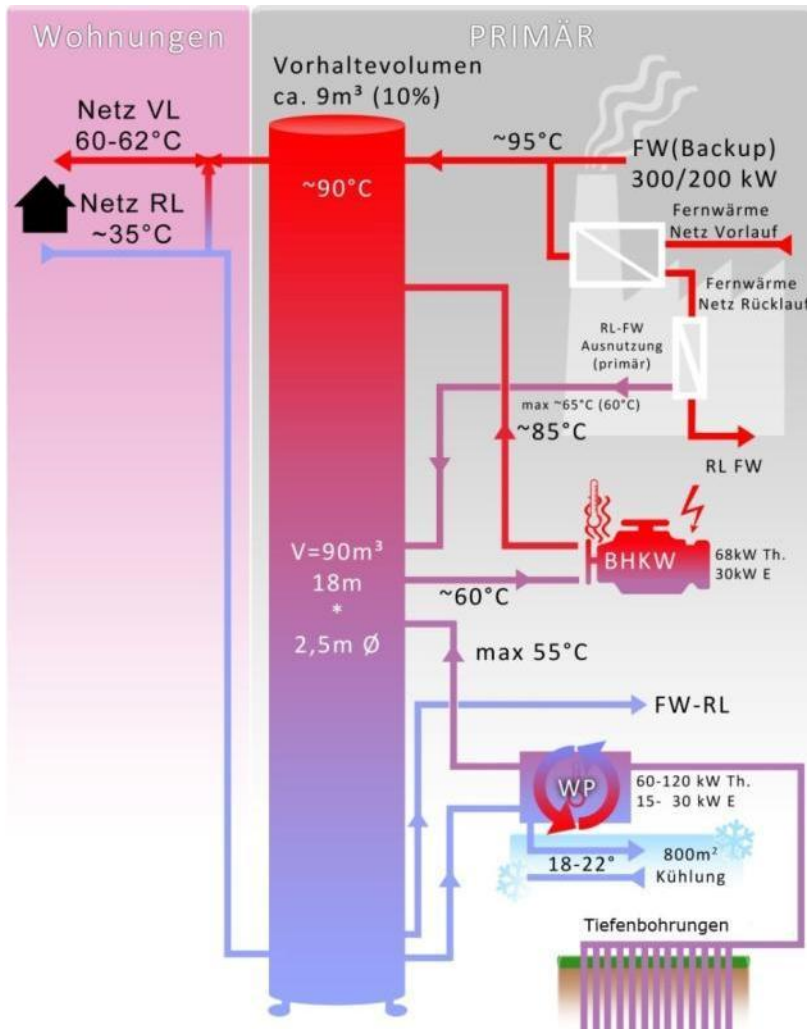 Wohnungen
PRIMÄR
Vorhaltevolumen
ca. 9m³ (10%)
Netz VL
60-62°C
~95°C
FW(Backup)
300/200 kW
~90°C
Netz RL
~35°C
Fernwärme
Netz Vorlauf
Fernwärme
Netz Rücklauf
RL-FW
Ausnutzung
(primär)
max ~65°C (60°C)
~85°C
RL FW
V=90m³
18m
*
2,5m Ø
BHKW
68kW Th.
30kW E
~60°C
max 55°C
FW-RL
WP
60-120 kW Th.
15- 30 kW E
18-22°
800m²
Kühlung
Tiefenbohrungen